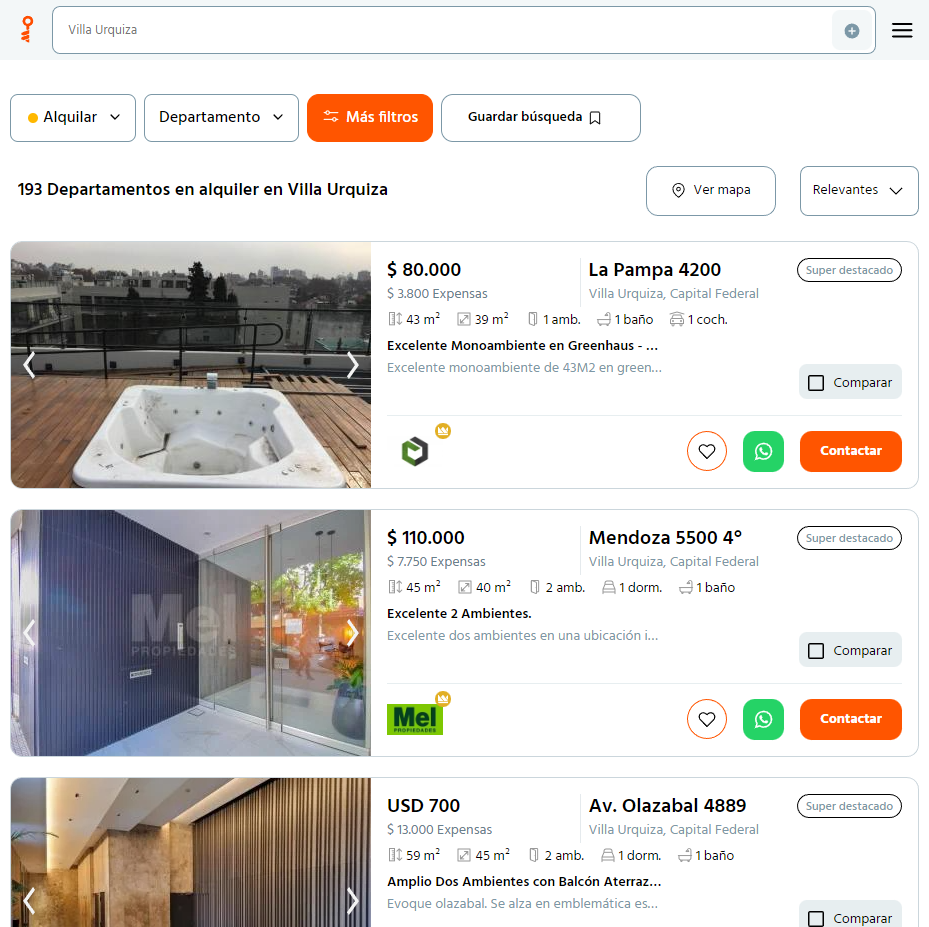 Villa Urquiza
Alquilar
Departamento
Más filtros
Guardar búsqueda
193 Departamentos en alquiler en Villa Urquiza
Ver mapa
Relevantes
$ 80.000
La Pampa 4200
Super destacado
$ 3.800 Expensas
Villa Urquiza, Capital Federal
43 m² 39 m² 1 amb. 1 baño 1 coch.
Excelente Monoambiente en Greenhaus - ...
Excelente monoambiente de 43M2 en green...
Comparar
Contactar
$ 110.000
Mendoza 5500 4°
Super destacado
$ 7.750 Expensas
Villa Urquiza, Capital Federal
45 m² 40 m² 2 amb. 1 dorm. 1 baño
Excelente 2 Ambientes.
Excelente dos ambientes en una ubicación i...
Mel
PROPIEDADES
Comparar
Mel
PROPIEDADES
Contactar
USD 700
Av. Olazabal 4889
Super destacado
$ 13.000 Expensas
Villa Urquiza, Capital Federal
59 m² 45 m² 2 amb. 1 dorm. 1 baño
Amplio Dos Ambientes con Balcón Aterraz...
Evoque olazabal. Se alza en emblemática es...
Comparar